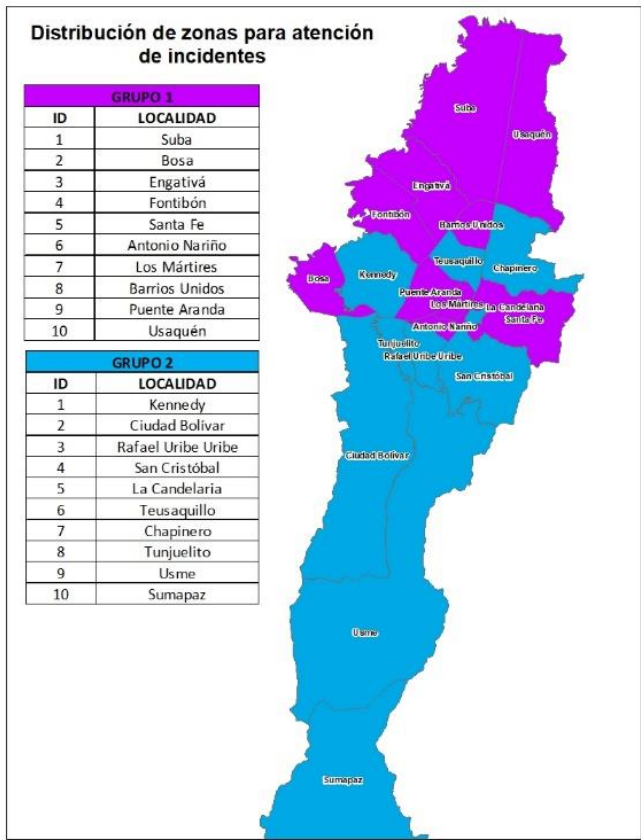 Distribución de zonas para atención
de incidentes
GRUPO 1
ID LOCALIDAD
1 Suba
2 Bosa
3 Engativá
4 Fontibón
5 Santa Fe
6 Antonio Nariño
7 Los Mártires
8 Barrios Unidos
9 Puente Aranda
10 Usaquén
GRUPO 2
ID LOCALIDAD
1 Kennedy
2 Ciudad Bolívar
3 Rafael Uribe Uribe
4 San Cristóbal
5 La Candelaria
6 Teusaquillo
7 Chapinero
8 Tunjuelito
9 Usme
10 Sumapaz
Suba
Usaquén
Engativá
Fontibón
Barrios Unidos
Teusaquillo
Chapinero
Bosa
Kennedy
Puente Aranda
Los Mártires
La Candelaria
Santa Fe
Antonio Nariño
Tunjuelito
Rafael Uribe Uribe
San Cristóbal
Ciudad Bolívar
Usme
Sumapaz